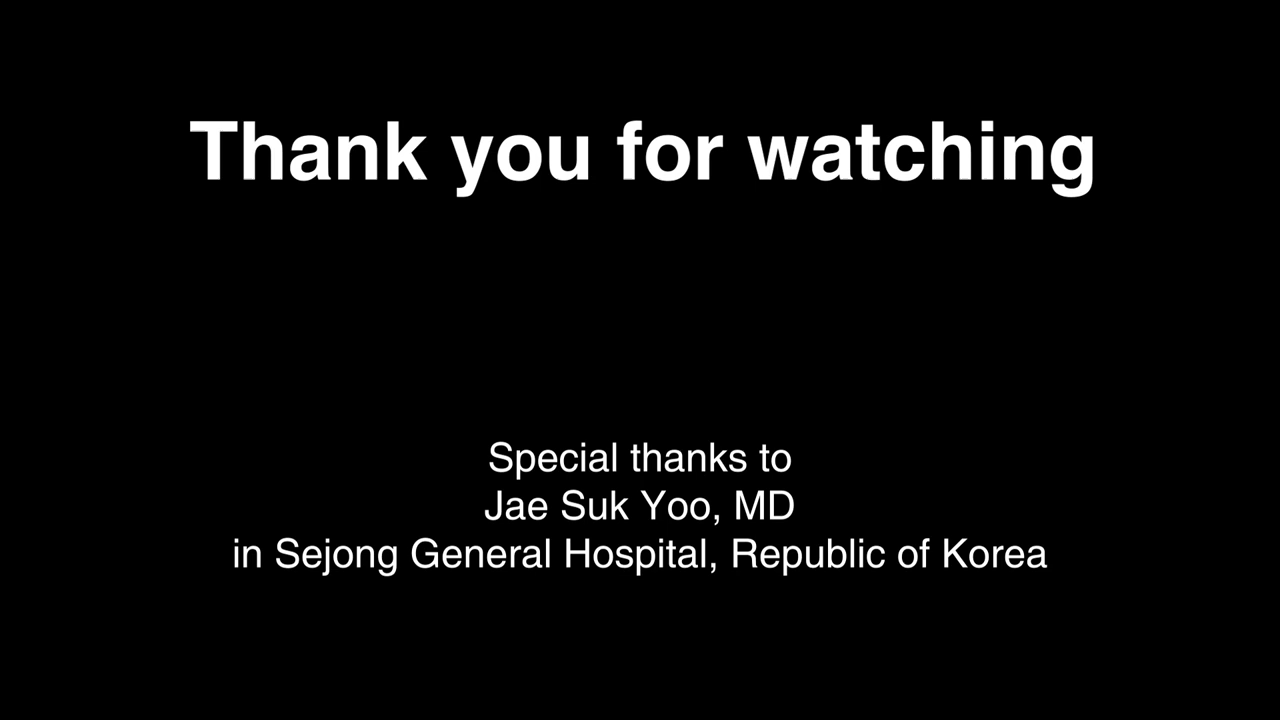 Thank you for watching
Special thanks to
Jae Suk Yoo, MD
in Sejong General Hospital, Republic of Korea